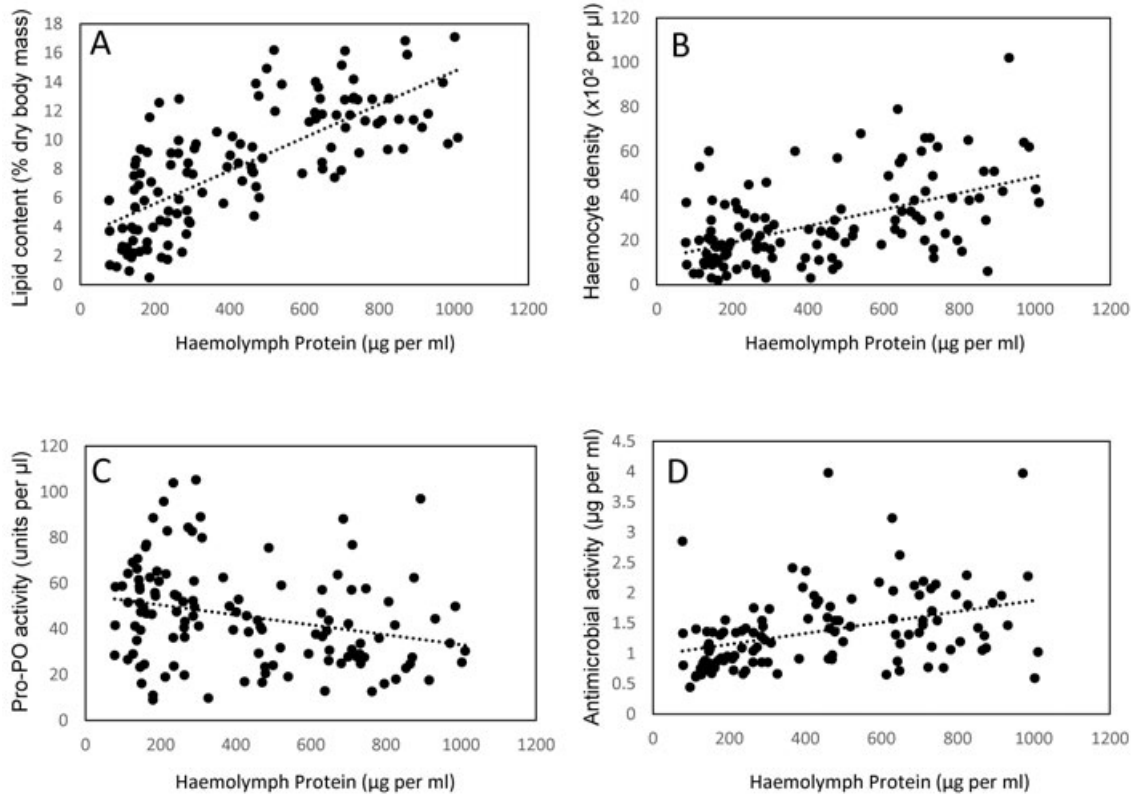 A
Lipid content (% dry body mass)
18
16
14
12
10
8
6
4
2
0
0 200 400 600 800 1000 1200
Haemolymph Protein (µg per ml)
B
Haemocyte density (x10² per µl)
120
100
80
60
40
20
0
0 200 400 600 800 1000 1200
Haemolymph Protein (µg per ml)
C
Pro-PO activity (units per µl)
120
100
80
60
40
20
0
0 200 400 600 800 1000 1200
Haemolymph Protein (µg per ml)
D
Antimicrobial activity (µg per ml)
4.5
4
3.5
3
2.5
2
1.5
1
0.5
0
0 200 400 600 800 1000 1200
Haemolymph Protein (µg per ml)